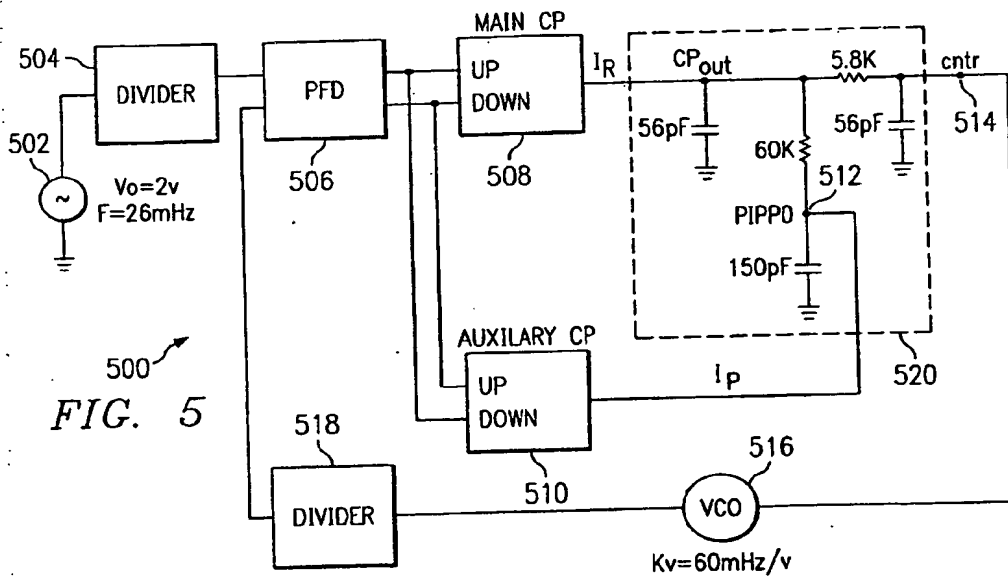 MAIN CP
504
DIVIDER
PFD
UP
DOWN
I_R
CP_out
5.8K
cntr
514
502
Vo=2v
F=26mHz
506
508
56pF
60K
56pF
512
PIPPO
150pF
520
500
FIG. 5
AUXILARY CP
UP
DOWN
I_P
510
518
DIVIDER
516
VCO
Kv=60mHz/v